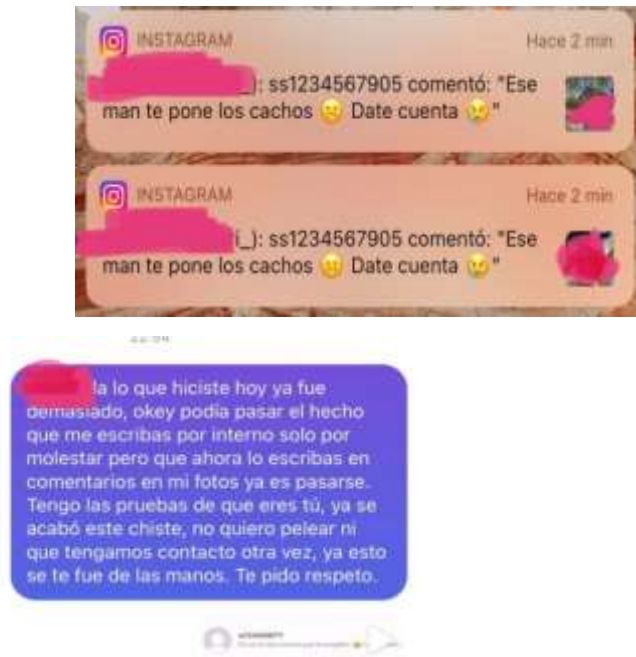 INSTAGRAM Hace 2 min
_): ss1234567905 comentó: "Ese
man te pone los cachos 😕 Date cuenta 😢"
INSTAGRAM Hace 2 min
i_): ss1234567905 comentó: "Ese
man te pone los cachos 😕 Date cuenta 😢"
la lo que hiciste hoy ya fue
demasiado, okey podía pasar el hecho
que me escribas por interno solo por
molestar pero que ahora lo escribas en
comentarios en mi fotos ya es pasarse.
Tengo las pruebas de que eres tú, ya se
acabó este chiste, no quiero pelear ni
que tengamos contacto otra vez, ya esto
se te fue de las manos. Te pido respeto.